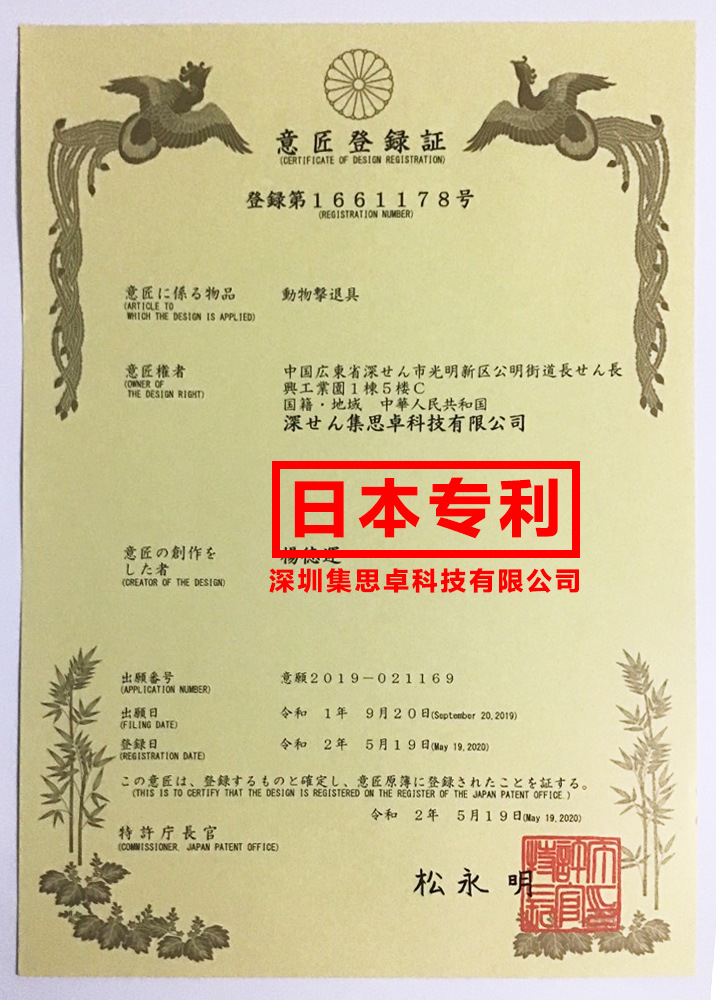 意匠登録証
(CERTIFICATE OF DESIGN REGISTRATION)
登録第1661178号
(REGISTRATION NUMBER)
意匠に係る物品 動物撃退具
(ARTICLE TO
WHICH THE DESIGN IS APPLIED)
意匠権者 中国広東省深せん市光明新区公明街道長せん長
(OWNER OF
THE DESIGN RIGHT)
興工業園1棟5楼C
国籍・地域 中華人民共和国
深せん集思卓科技有限公司
日本专利
意匠の創作を
した者
(CREATOR OF THE DESIGN)
楊徳運
深圳集思卓科技有限公司
出願番号 意願2019-021169
(APPLICATION NUMBER)
出願日 令和 1年 9月20日(September 20,2019)
(FILING DATE)
登録日 令和 2年 5月19日(May 19,2020)
(REGISTRATION DATE)
この意匠は、登録するものと確定し、意匠原簿に登録されたことを証する。
(THIS IS TO CERTIFY THAT THE DESIGN IS REGISTERED ON THE REGISTER OF THE JAPAN PATENT OFFICE.)
令和 2年 5月19日(May 19,2020)
特許庁長官
(COMMISSIONER, JAPAN PATENT OFFICE)
松永明